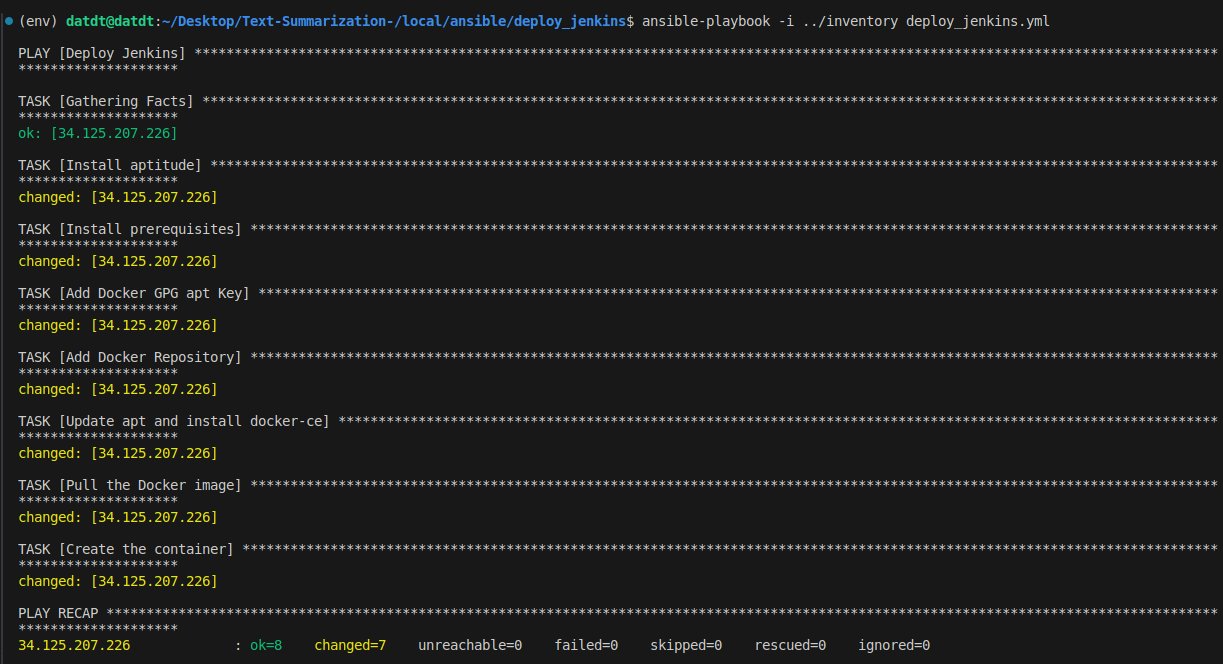 (env) datdt@datdt:~/Desktop/Text-Summarization-/local/ansible/deploy_jenkins$ ansible-playbook -i ../inventory deploy_jenkins.yml
PLAY [Deploy Jenkins] ********************************************************************************************************************************
********************
TASK [Gathering Facts] *******************************************************************************************************************************
********************
ok: [34.125.207.226]
TASK [Install aptitude] ******************************************************************************************************************************
********************
changed: [34.125.207.226]
TASK [Install prerequisites] *************************************************************************************************************************
********************
changed: [34.125.207.226]
TASK [Add Docker GPG apt Key] ************************************************************************************************************************
********************
changed: [34.125.207.226]
TASK [Add Docker Repository] *************************************************************************************************************************
********************
changed: [34.125.207.226]
TASK [Update apt and install docker-ce] **************************************************************************************************************
********************
changed: [34.125.207.226]
TASK [Pull the Docker image] *************************************************************************************************************************
********************
changed: [34.125.207.226]
TASK [Create the container] **************************************************************************************************************************
********************
changed: [34.125.207.226]
PLAY RECAP *******************************************************************************************************************************************
********************
34.125.207.226             : ok=8    changed=7    unreachable=0    failed=0    skipped=0    rescued=0    ignored=0